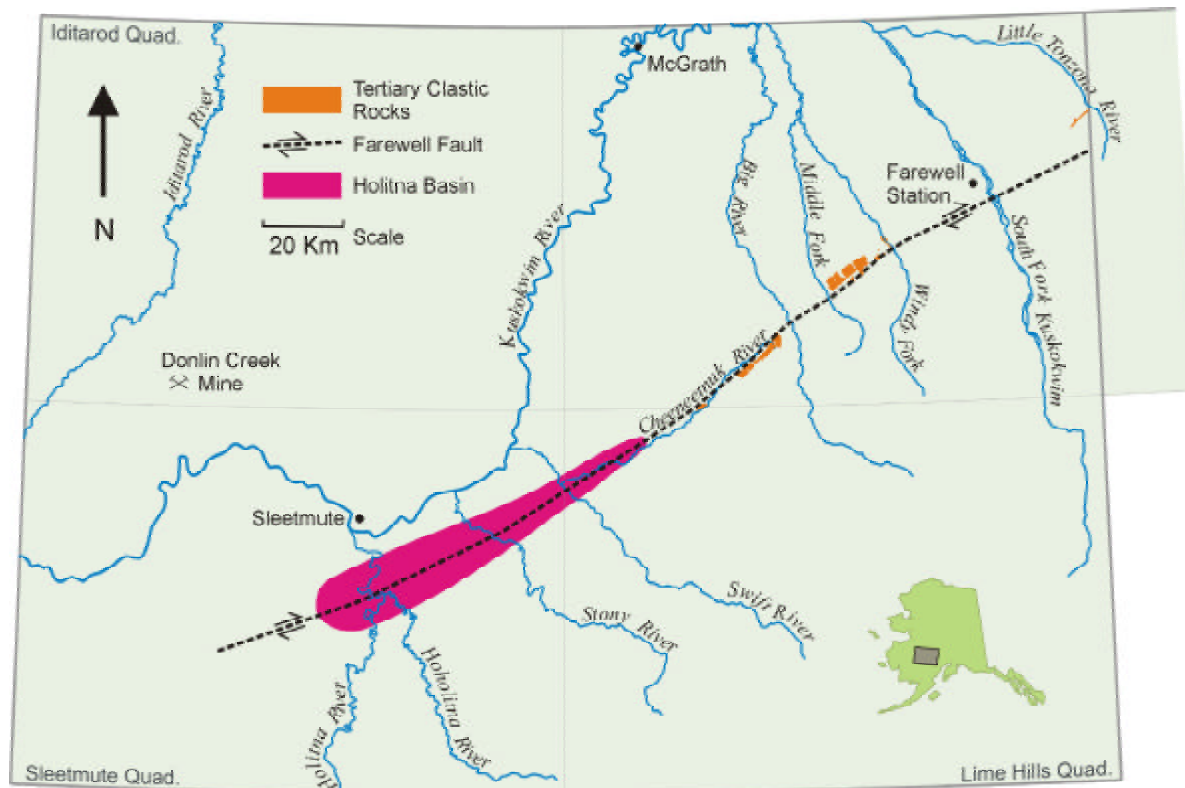 Iditarod Quad.
Little Tonzona River
McGrath
Tertiary Clastic
Rocks
Iditarod River
Farewell Fault
Farewell
Station
Big River
Middle Fork
Holitna Basin
20 Km
Scale
N
Kuskokwim River
South Fork Kuskokwim
Windy Fork
Donlin Creek
Mine
Cheeneetnuk River
Sleetmute
Swift River
Stony River
Hoholitna River
Holitna River
Sleetmute Quad.
Lime Hills Quad.